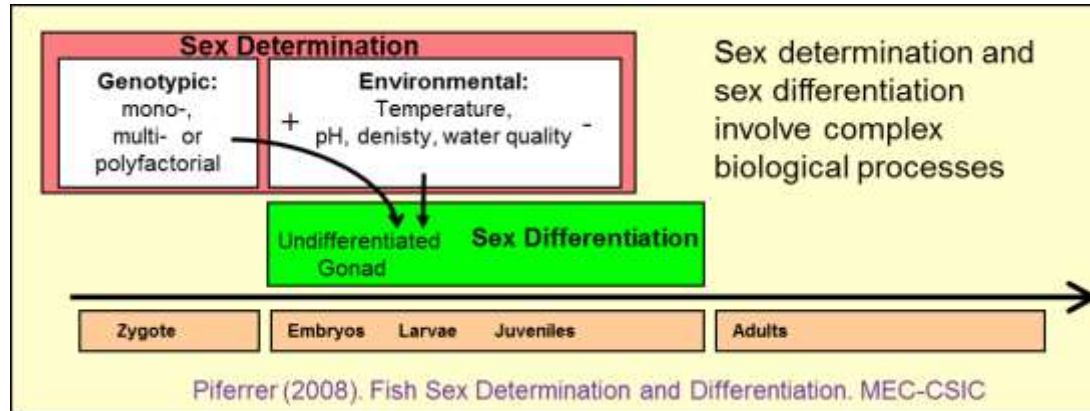 Sex Determination
Genotypic:
mono-,
multi- or
polyfactorial
Environmental:
Temperature,
+ pH, denisty, water quality -
Sex determination and
sex differentiation
involve complex
biological processes
Undifferentiated
Gonad
Sex Differentiation
Zygote
Embryos Larvae Juveniles
Adults
Piferrer (2008). Fish Sex Determination and Differentiation. MEC-CSIC